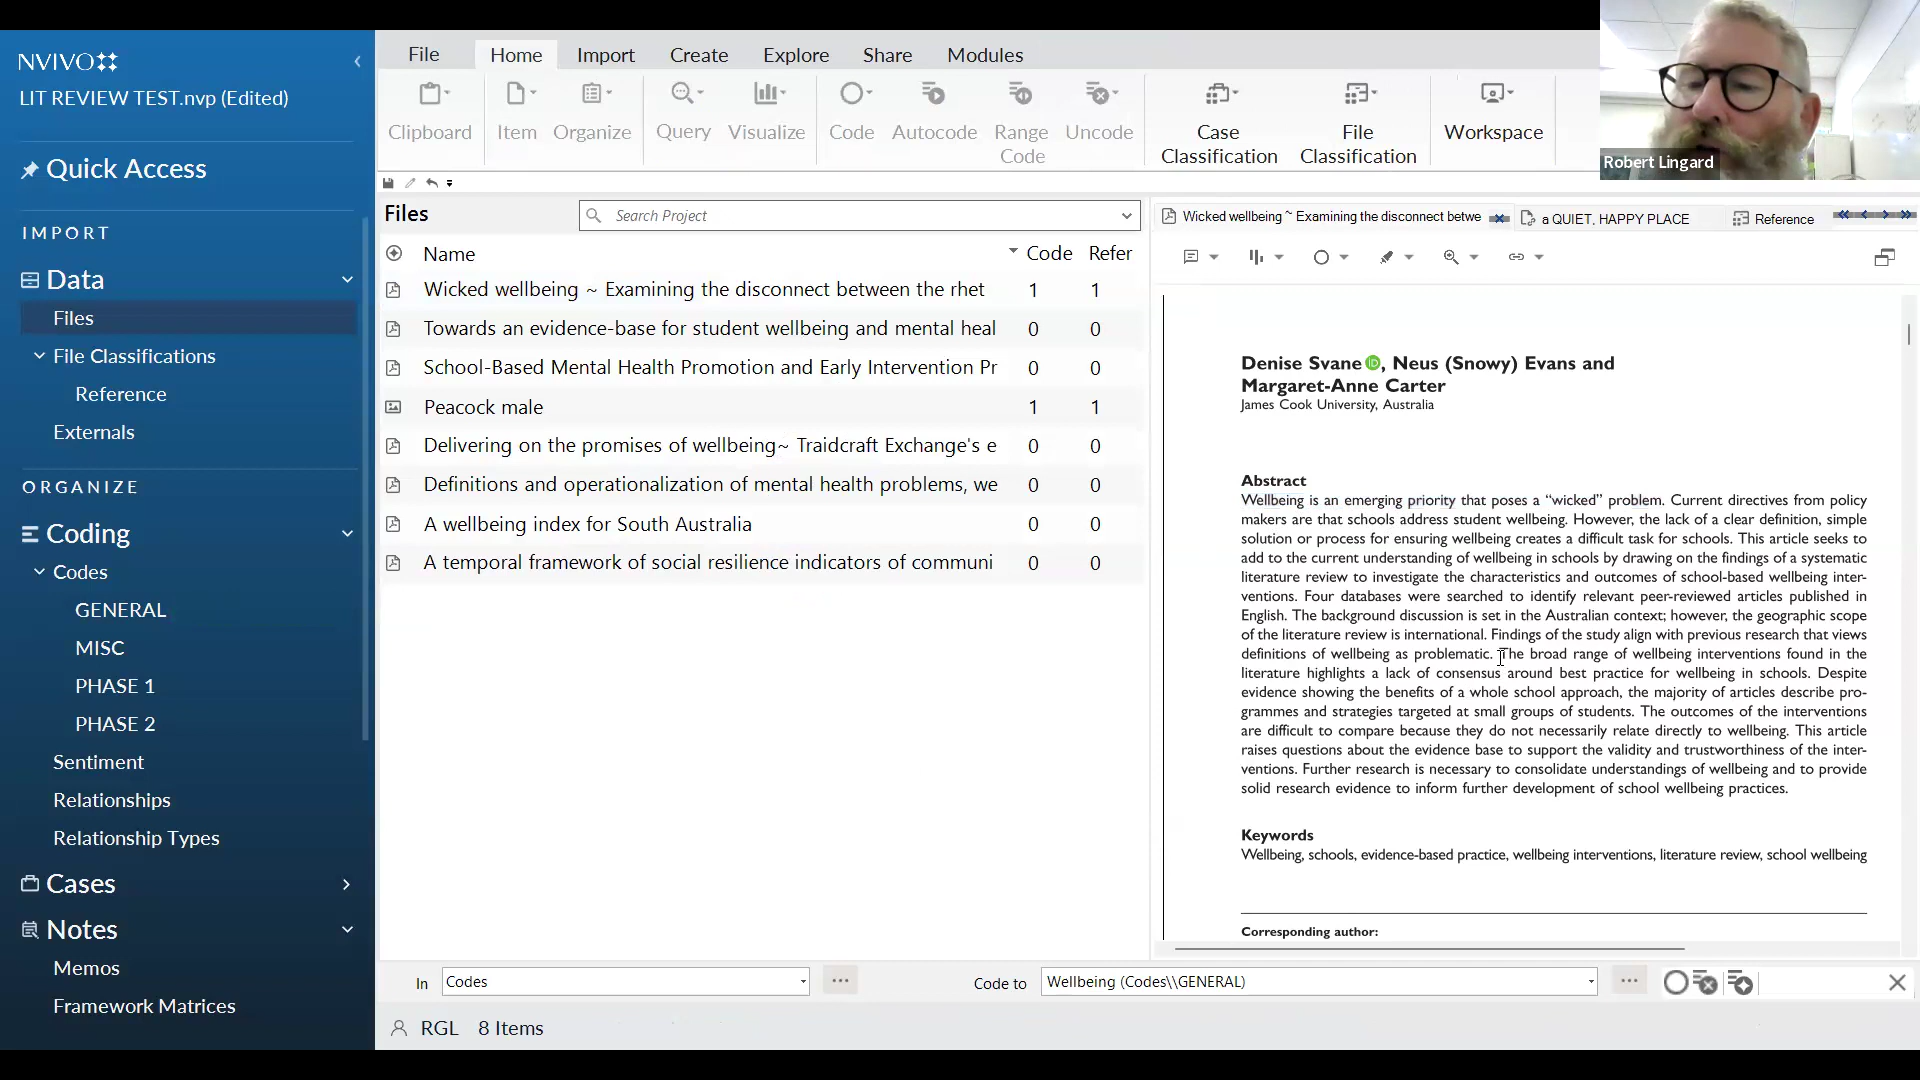 NVIVO
LIT REVIEW TEST.nvp (Edited)
Quick Access
IMPORT
Data
Files
File Classifications
Reference
Externals
ORGANIZE
Coding
Codes
GENERAL
MISC
PHASE 1
PHASE 2
Sentiment
Relationships
Relationship Types
Cases
Notes
Memos
Framework Matrices
File Home Import Create Explore Share Modules
Clipboard Item Organize Query Visualize Code Autocode Range Code Uncode Case Classification File Classification Workspace
Robert Lingard
Files
Search Project
Name Code Refer
Wicked wellbeing ~ Examining the disconnect between the rhet 1 1
Towards an evidence-base for student wellbeing and mental heal 0 0
School-Based Mental Health Promotion and Early Intervention Pr 0 0
Peacock male 1 1
Delivering on the promises of wellbeing~ Traidcraft Exchange's e 0 0
Definitions and operationalization of mental health problems, we 0 0
A wellbeing index for South Australia 0 0
A temporal framework of social resilience indicators of communi 0 0
Wicked wellbeing ~ Examining the disconnect betwe
a QUIET, HAPPY PLACE
Reference
Denise Svane iD, Neus (Snowy) Evans and
Margaret-Anne Carter
James Cook University, Australia
Abstract
Wellbeing is an emerging priority that poses a “wicked” problem. Current directives from policy
makers are that schools address student wellbeing. However, the lack of a clear definition, simple
solution or process for ensuring wellbeing creates a difficult task for schools. This article seeks to
add to the current understanding of wellbeing in schools by drawing on the findings of a systematic
literature review to investigate the characteristics and outcomes of school-based wellbeing inter-
ventions. Four databases were searched to identify relevant peer-reviewed articles published in
English. The background discussion is set in the Australian context; however, the geographic scope
of the literature review is international. Findings of the study align with previous research that views
definitions of wellbeing as problematic. The broad range of wellbeing interventions found in the
literature highlights a lack of consensus around best practice for wellbeing in schools. Despite
evidence showing the benefits of a whole school approach, the majority of articles describe pro-
grammes and strategies targeted at small groups of students. The outcomes of the interventions
are difficult to compare because they do not necessarily relate directly to wellbeing. This article
raises questions about the evidence base to support the validity and trustworthiness of the inter-
ventions. Further research is necessary to consolidate understandings of wellbeing and to provide
solid research evidence to inform further development of school wellbeing practices.
Keywords
Wellbeing, schools, evidence-based practice, wellbeing interventions, literature review, school wellbeing
Corresponding author:
In Codes ... Code to Wellbeing (Codes\\GENERAL) ...
RGL 8 Items